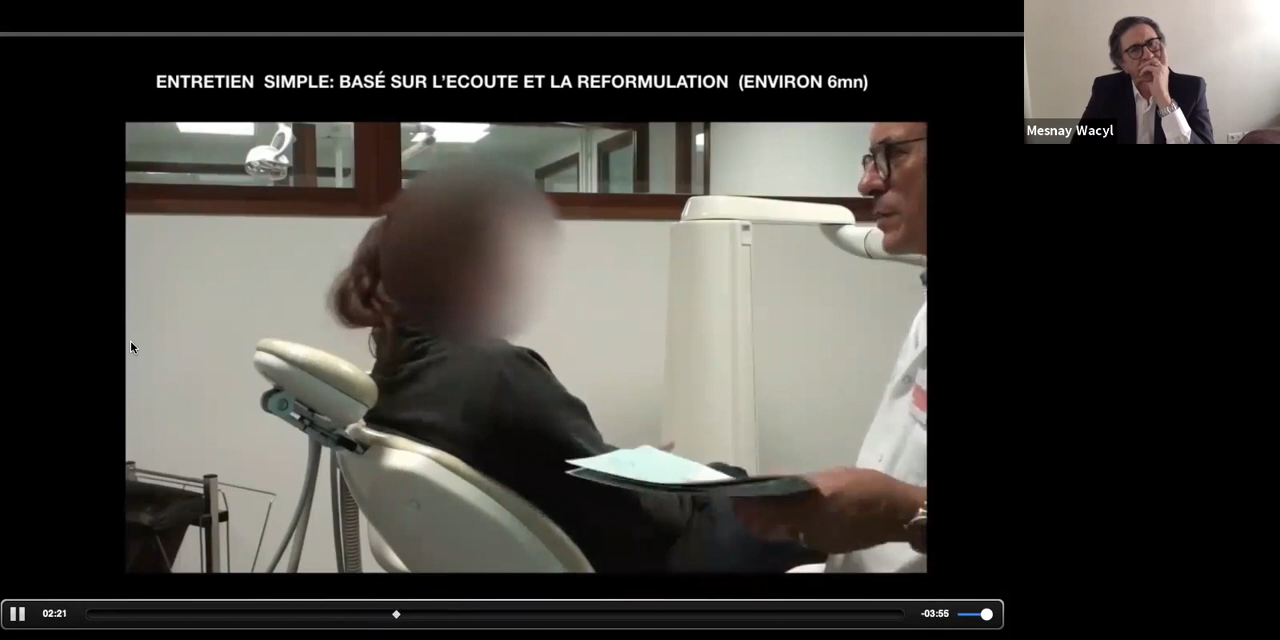 ENTRETIEN SIMPLE: BASÉ SUR L'ECOUTE ET LA REFORMULATION (ENVIRON 6mn)
Mesnay Wacyl
02:21
-03:55